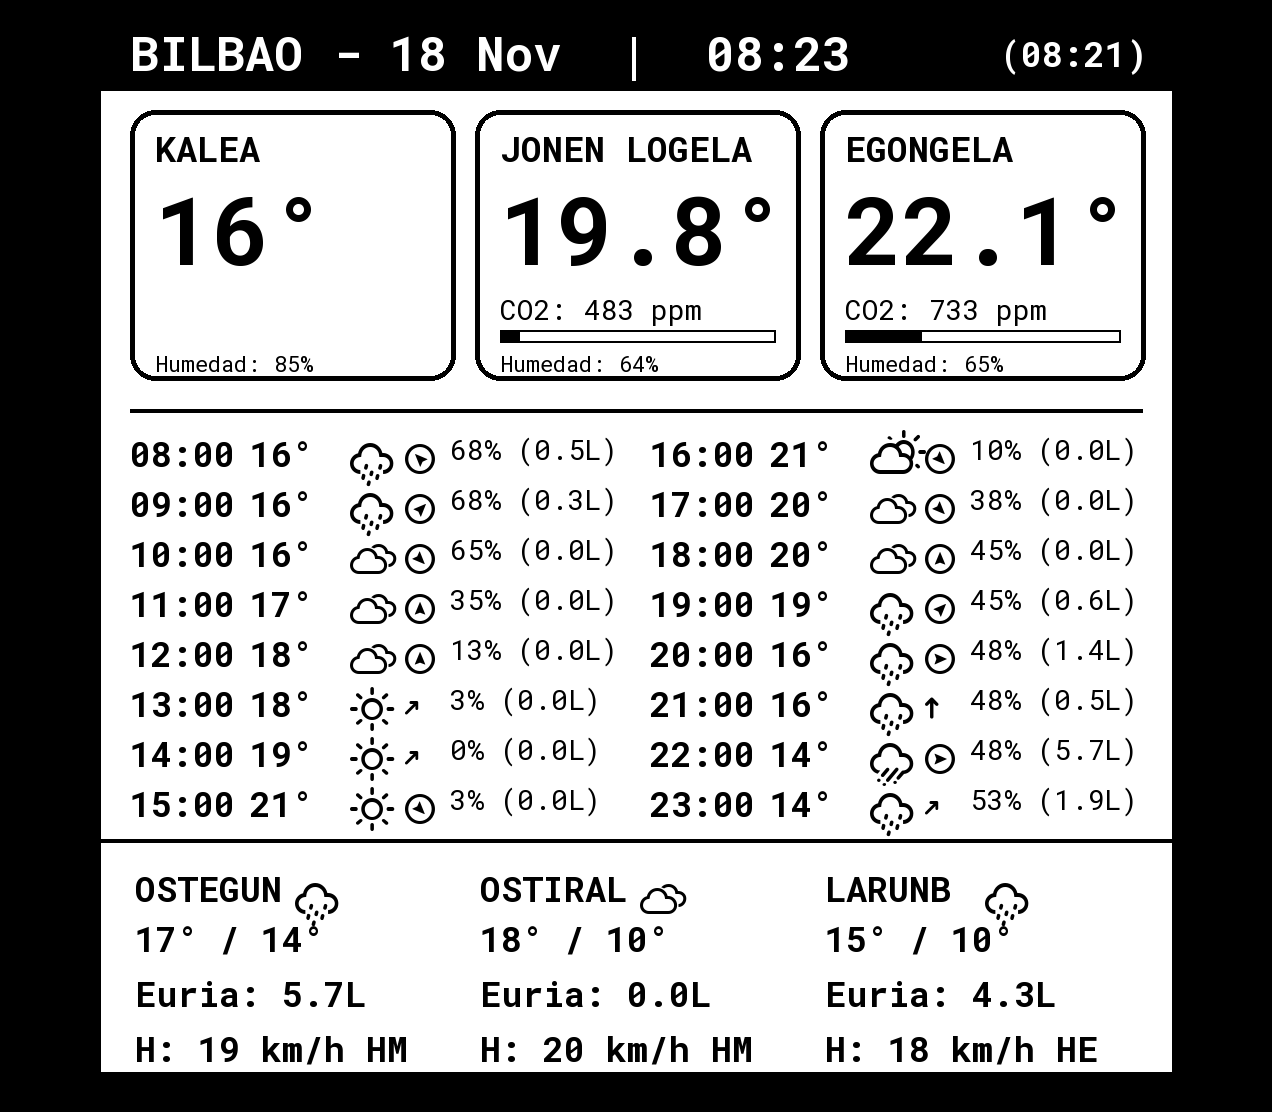 BILBAO - 18 Nov | 08:23 (08:21)
KALEA
16°
Humedad: 85%
JONEN LOGELA
19.8°
CO2: 483 ppm
Humedad: 64%
EGONGELA
22.1°
CO2: 733 ppm
Humedad: 65%
08:00 16° 68% (0.5L)
09:00 16° 68% (0.3L)
10:00 16° 65% (0.0L)
11:00 17° 35% (0.0L)
12:00 18° 13% (0.0L)
13:00 18° 3% (0.0L)
14:00 19° 0% (0.0L)
15:00 21° 3% (0.0L)
16:00 21° 10% (0.0L)
17:00 20° 38% (0.0L)
18:00 20° 45% (0.0L)
19:00 19° 45% (0.6L)
20:00 16° 48% (1.4L)
21:00 16° 48% (0.5L)
22:00 14° 48% (5.7L)
23:00 14° 53% (1.9L)
OSTEGUN
17° / 14°
Euria: 5.7L
H: 19 km/h HM
OSTIRAL
18° / 10°
Euria: 0.0L
H: 20 km/h HM
LARUNB
15° / 10°
Euria: 4.3L
H: 18 km/h HE